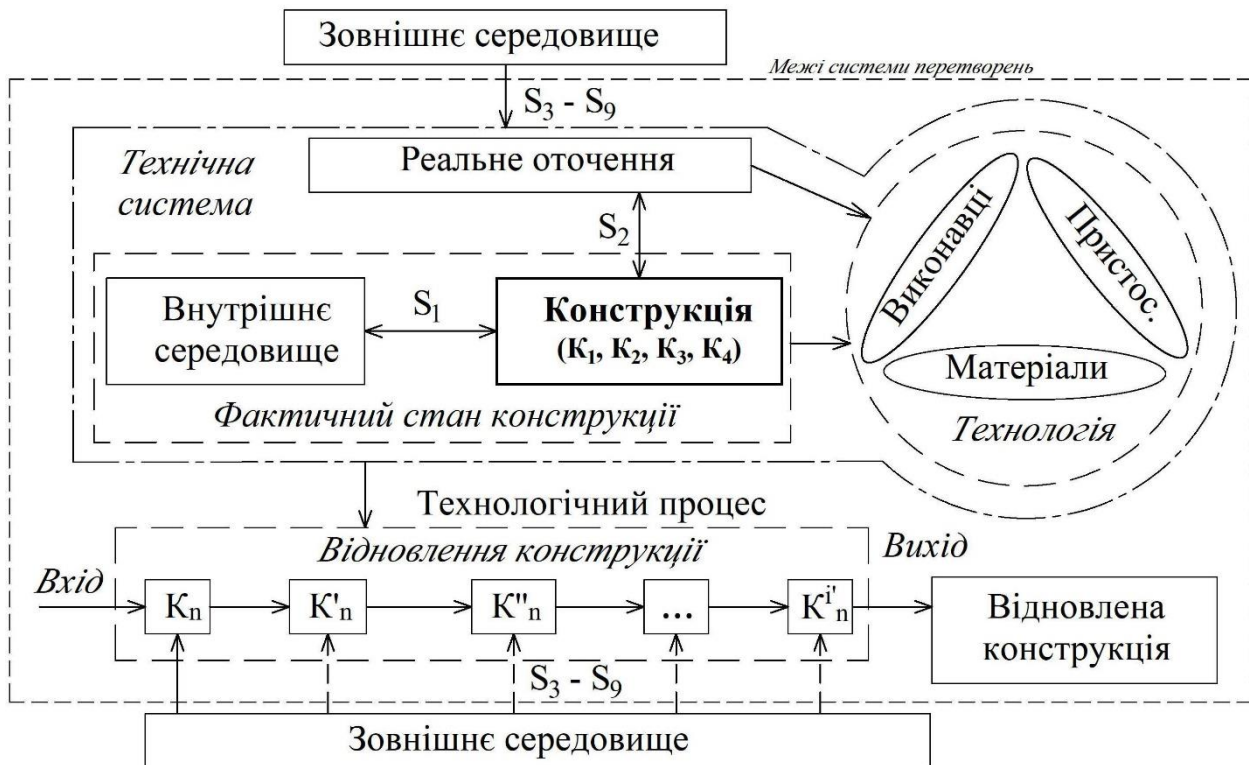 Зовнішнє середовище
Межі системи перетворень
S₃ - S₉
Технічна
система
Реальне оточення
S₂
Внутрішнє
середовище
S₁
Конструкція
(К₁, К₂, К₃, К₄)
Фактичний стан конструкції
Виконавці
Пристос.
Матеріали
Технологія
Технологічний процес
Відновлення конструкції
Вхід
Кₙ
К'ₙ
К''ₙ
...
Кⁱ'ₙ
Вихід
Відновлена
конструкція
S₃ - S₉
Зовнішнє середовище